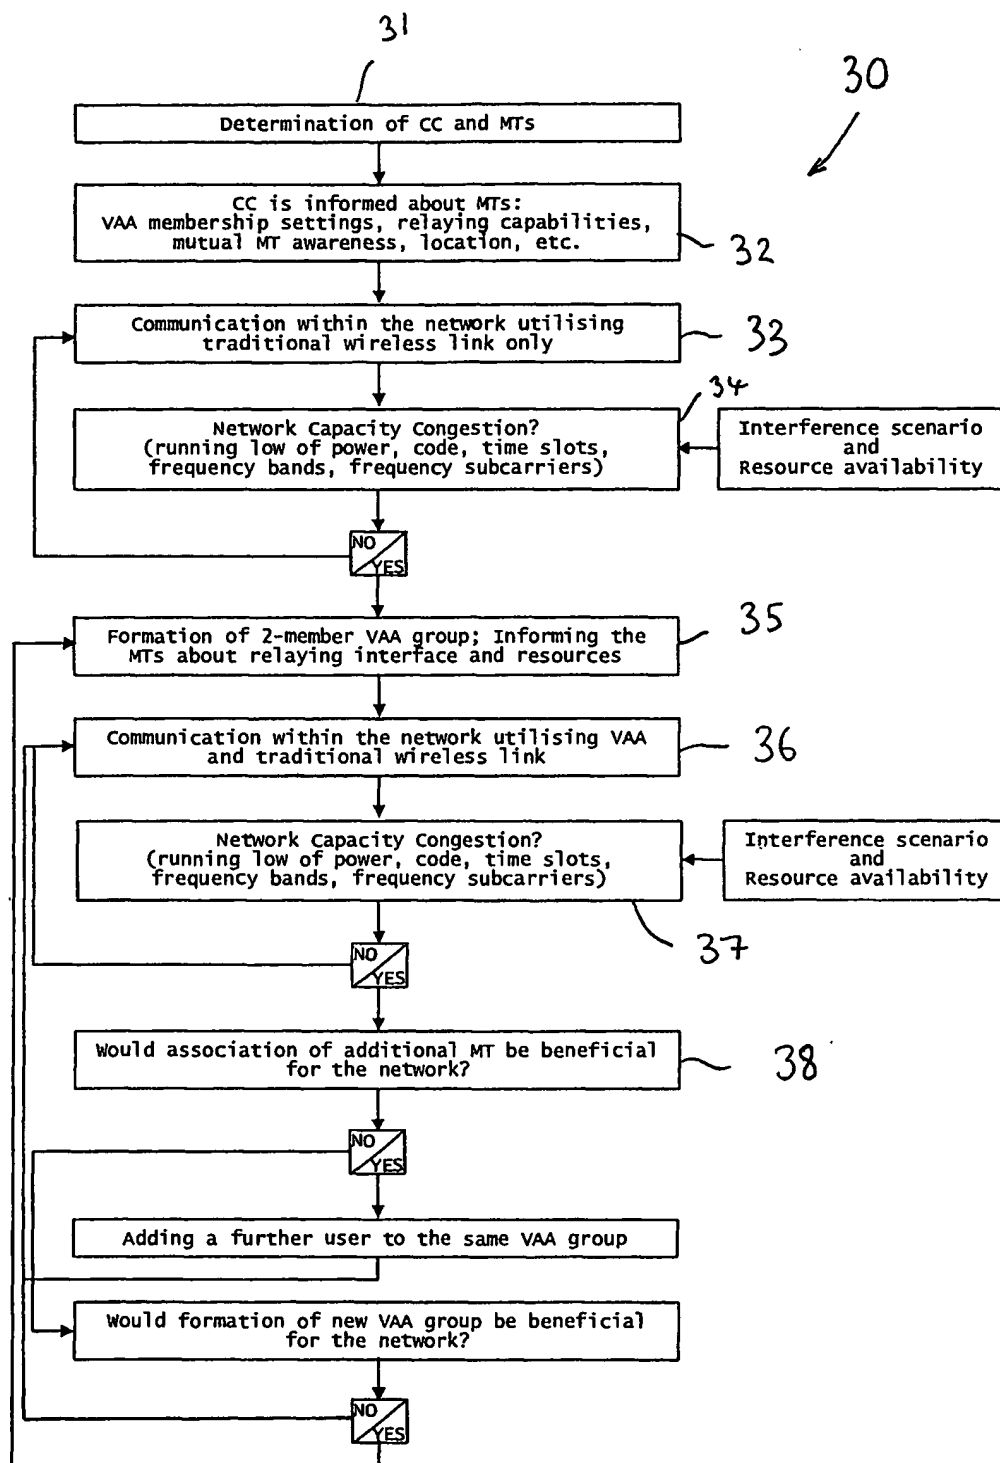 31
30
Determination of CC and MTs
CC is informed about MTs:
VAA membership settings, relaying capabilities,
mutual MT awareness, location, etc.
32
Communication within the network utilising
traditional wireless link only
33
34
Network Capacity Congestion?
(running low of power, code, time slots,
frequency bands, frequency subcarriers)
Interference scenario
and
Resource availability
NO
YES
Formation of 2-member VAA group; Informing the
MTs about relaying interface and resources
35
Communication within the network utilising VAA
and traditional wireless link
36
Network Capacity Congestion?
(running low of power, code, time slots,
frequency bands, frequency subcarriers)
Interference scenario
and
Resource availability
37
NO
YES
Would association of additional MT be beneficial
for the network?
38
NO
YES
Adding a further user to the same VAA group
Would formation of new VAA group be beneficial
for the network?
NO
YES